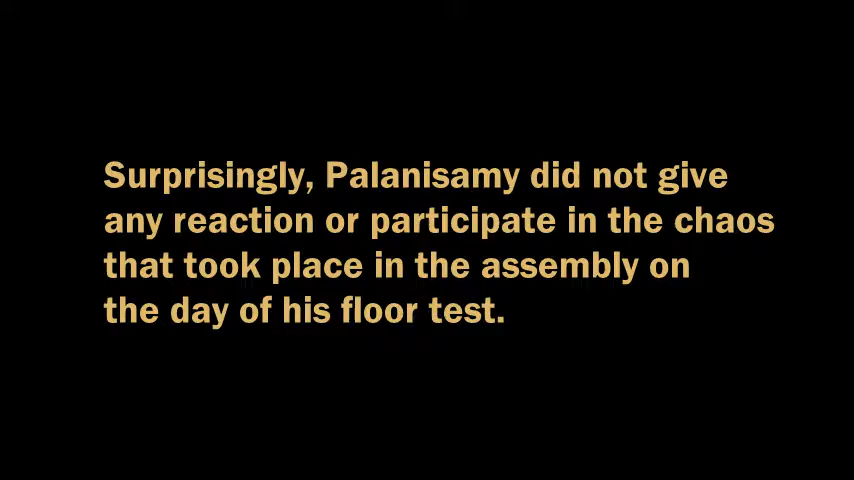 Surprisingly, Palanisamy did not give
any reaction or participate in the chaos
that took place in the assembly on
the day of his floor test.